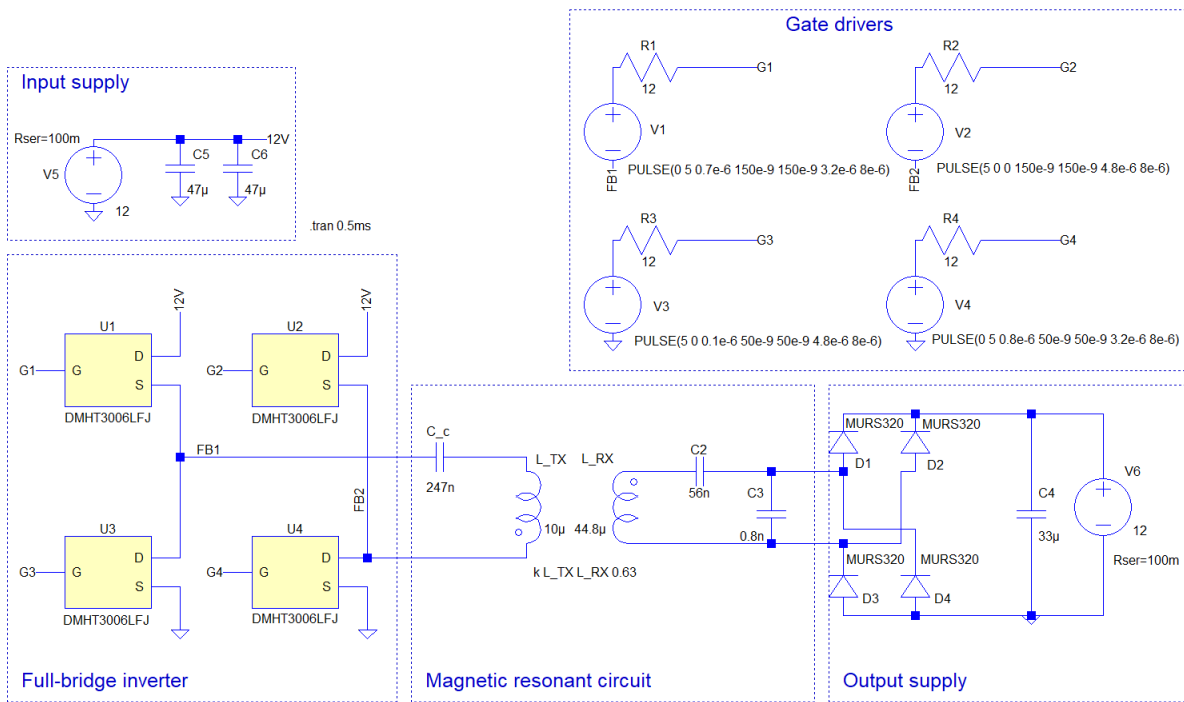 Gate drivers
R1
G1
12
V1
FB1
PULSE(0 5 0.7e-6 150e-9 150e-9 3.2e-6 8e-6)
R2
G2
12
V2
FB2
PULSE(5 0 0 150e-9 150e-9 4.8e-6 8e-6)
R3
G3
12
V3
PULSE(5 0 0.1e-6 50e-9 50e-9 4.8e-6 8e-6)
R4
G4
12
V4
PULSE(0 5 0.8e-6 50e-9 50e-9 3.2e-6 8e-6)
Input supply
Rser=100m
V5
12
C5
47µ
C6
47µ
12V
.tran 0.5ms
12V
12V
U1
G1
G
D
S
DMHT3006LFJ
U2
G2
G
D
S
DMHT3006LFJ
FB1
FB2
U3
G3
G
D
S
DMHT3006LFJ
U4
G4
G
D
S
DMHT3006LFJ
Full-bridge inverter
C_c
247n
L_TX
10µ
L_RX
44.8µ
C2
56n
C3
0.8n
k L_TX L_RX 0.63
Magnetic resonant circuit
MURS320
D1
MURS320
D2
MURS320
D3
MURS320
D4
C4
33µ
V6
12
Rser=100m
Output supply